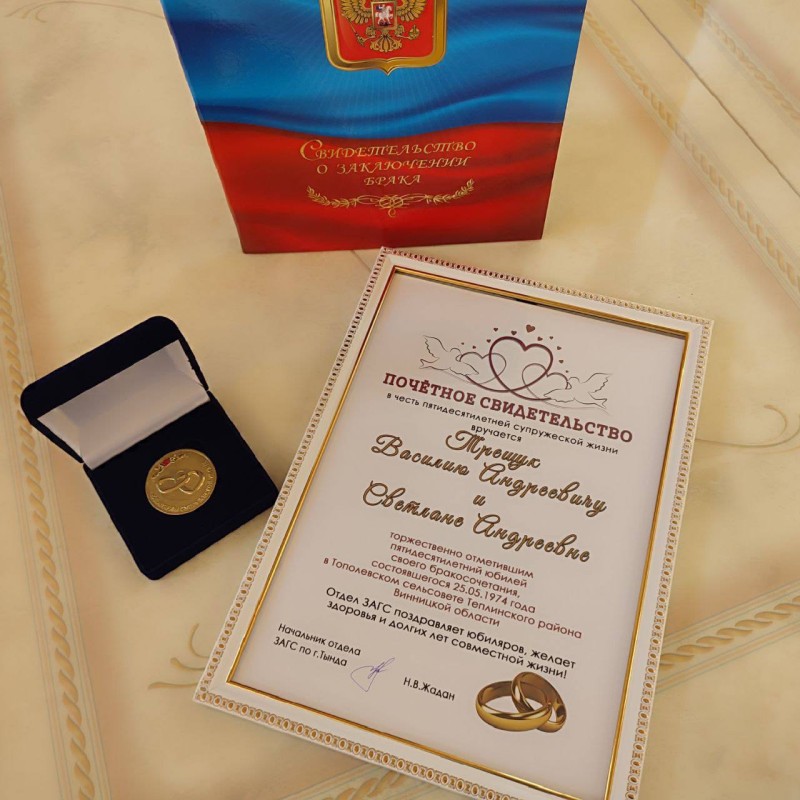 Свидетельство
о заключении
брака
ПОЧЁТНОЕ СВИДЕТЕЛЬСТВО
в честь пятидесятилетней супружеской жизни
вручается
Трещук
Василию Андреевичу
и
Светлане Андреевне
торжественно отметившим
пятидесятилетний юбилей
своего бракосочетания,
состоявшегося 25.05.1974 года
в Тополевском сельсовете Теплинского района
Винницкой области
Отдел ЗАГС поздравляет юбиляров, желает
здоровья и долгих лет совместной жизни!
Начальник отдела
ЗАГС по г.Тында
Н.В.Жадан